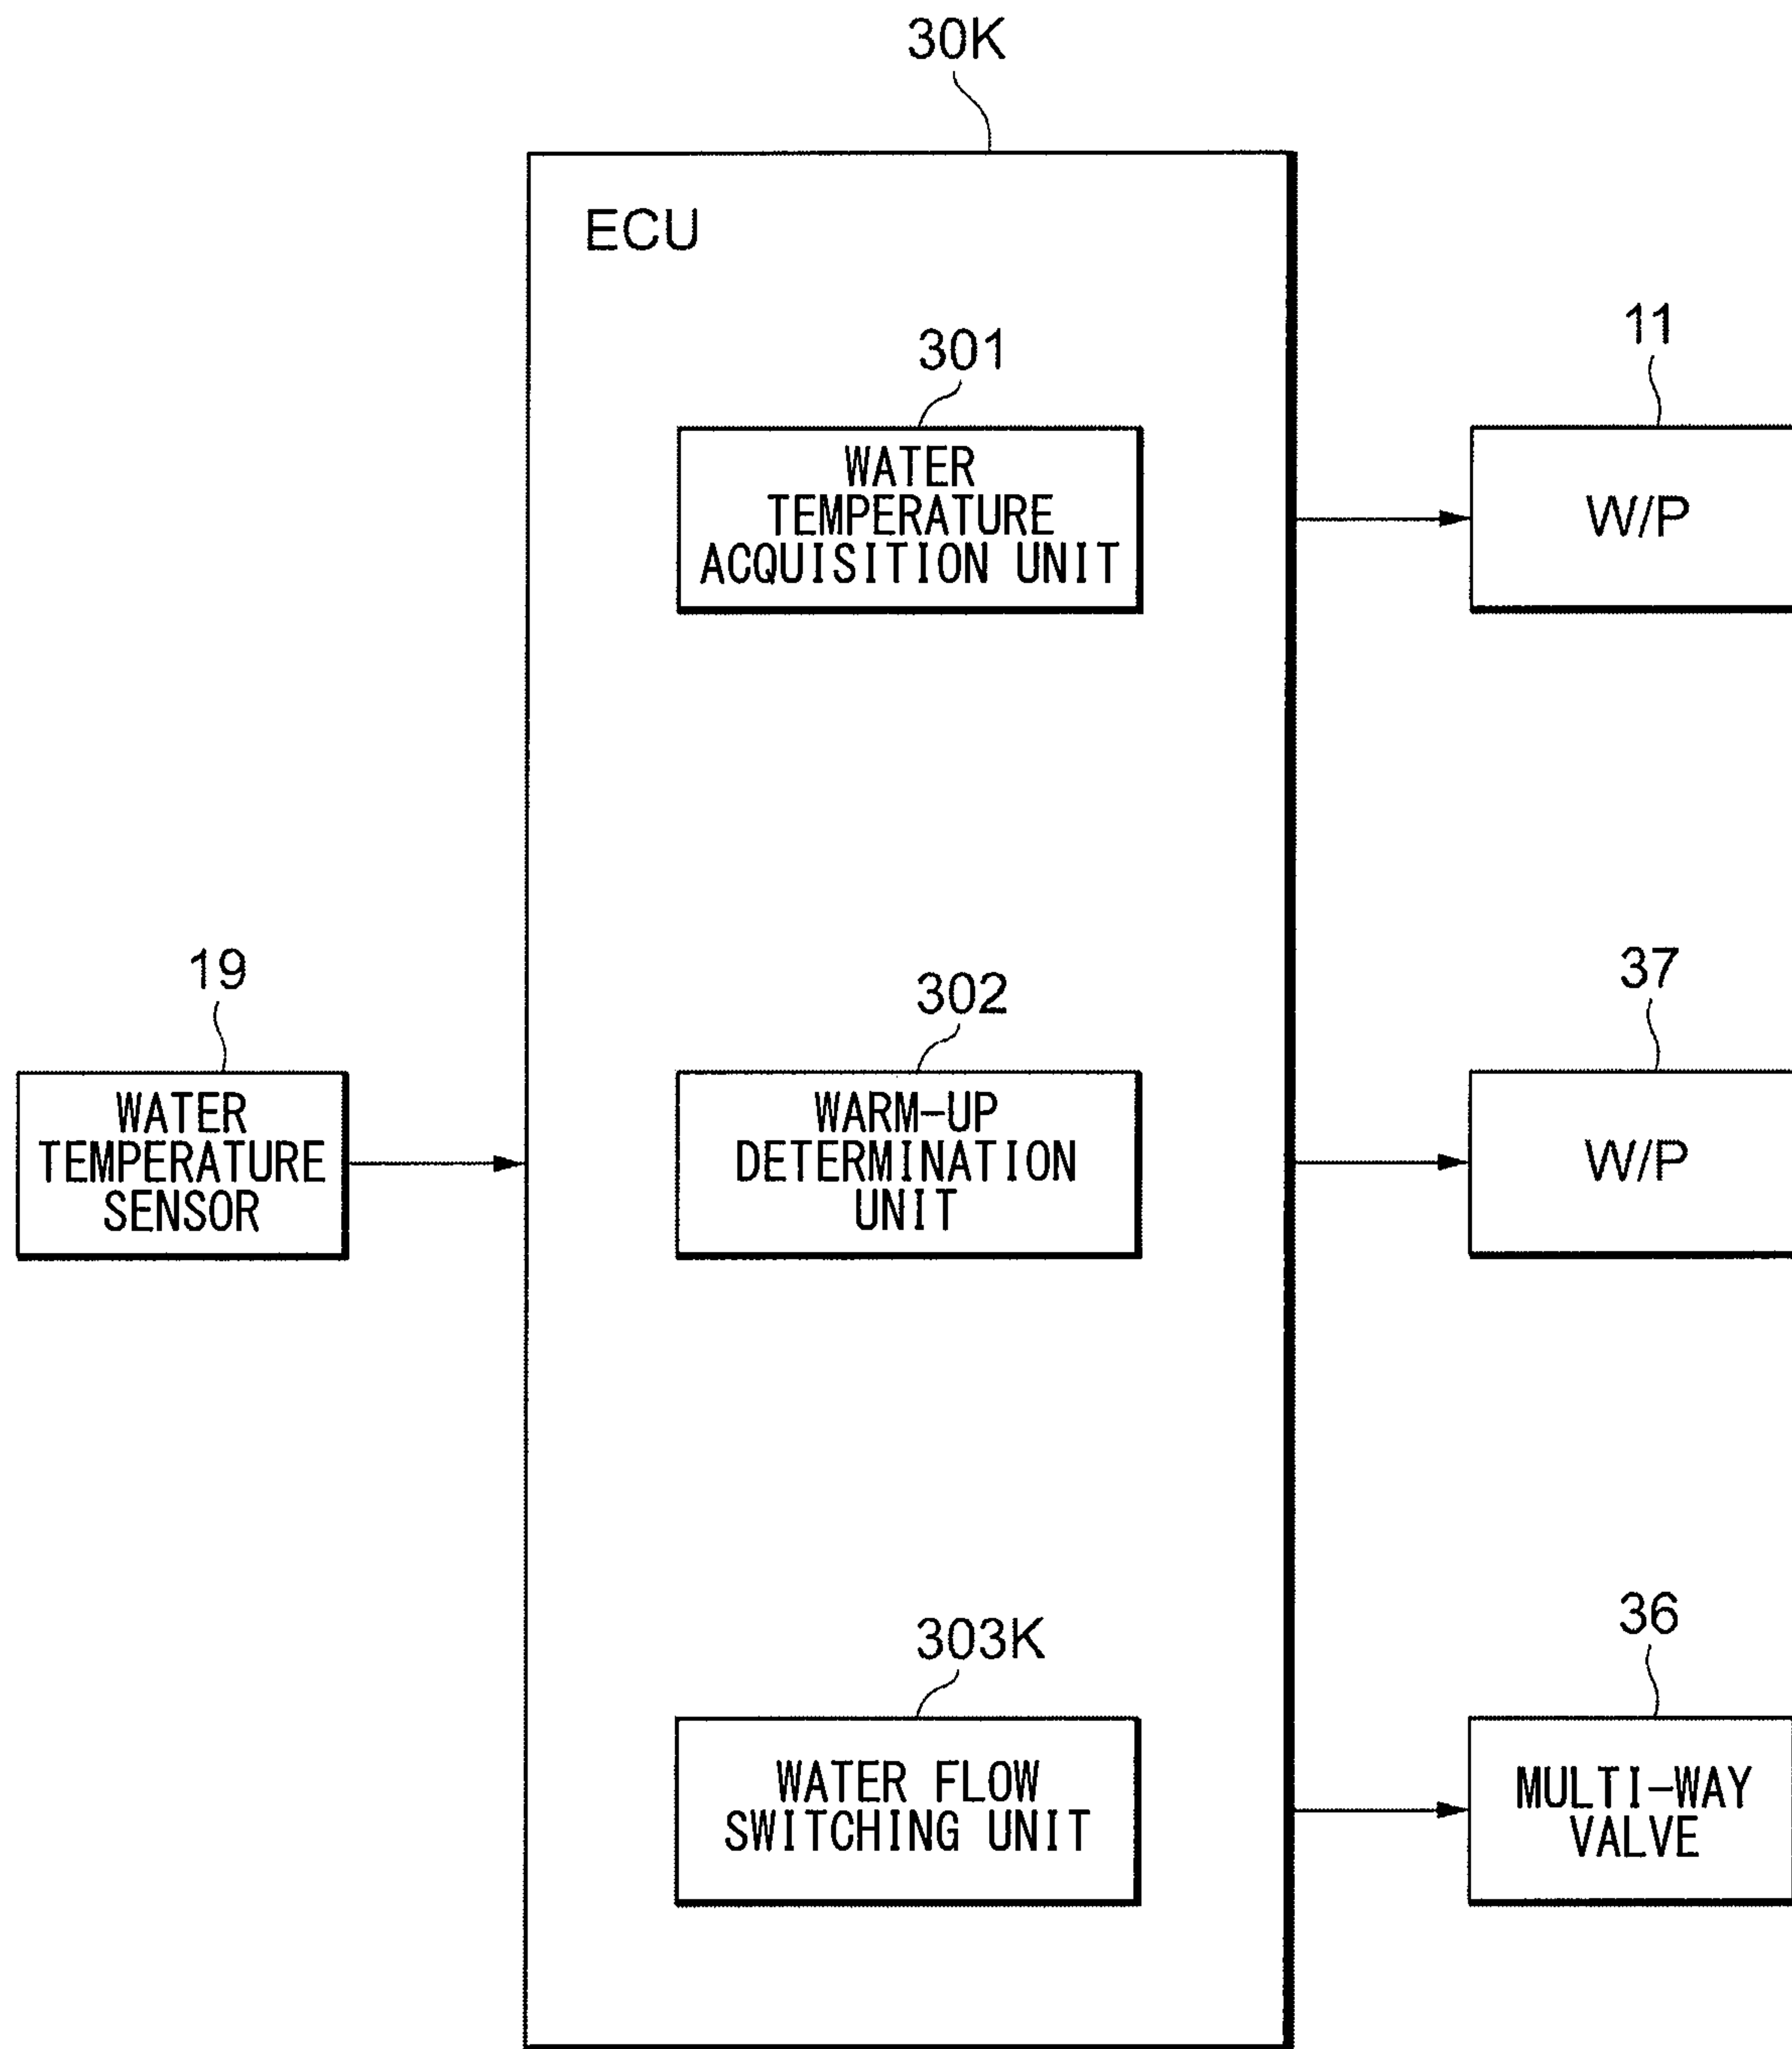 30K
ECU
301
WATER
TEMPERATURE
ACQUISITION UNIT
11
W/P
19
WATER
TEMPERATURE
SENSOR
302
WARM-UP
DETERMINATION
UNIT
37
W/P
303K
WATER FLOW
SWITCHING UNIT
36
MULTI-WAY
VALVE